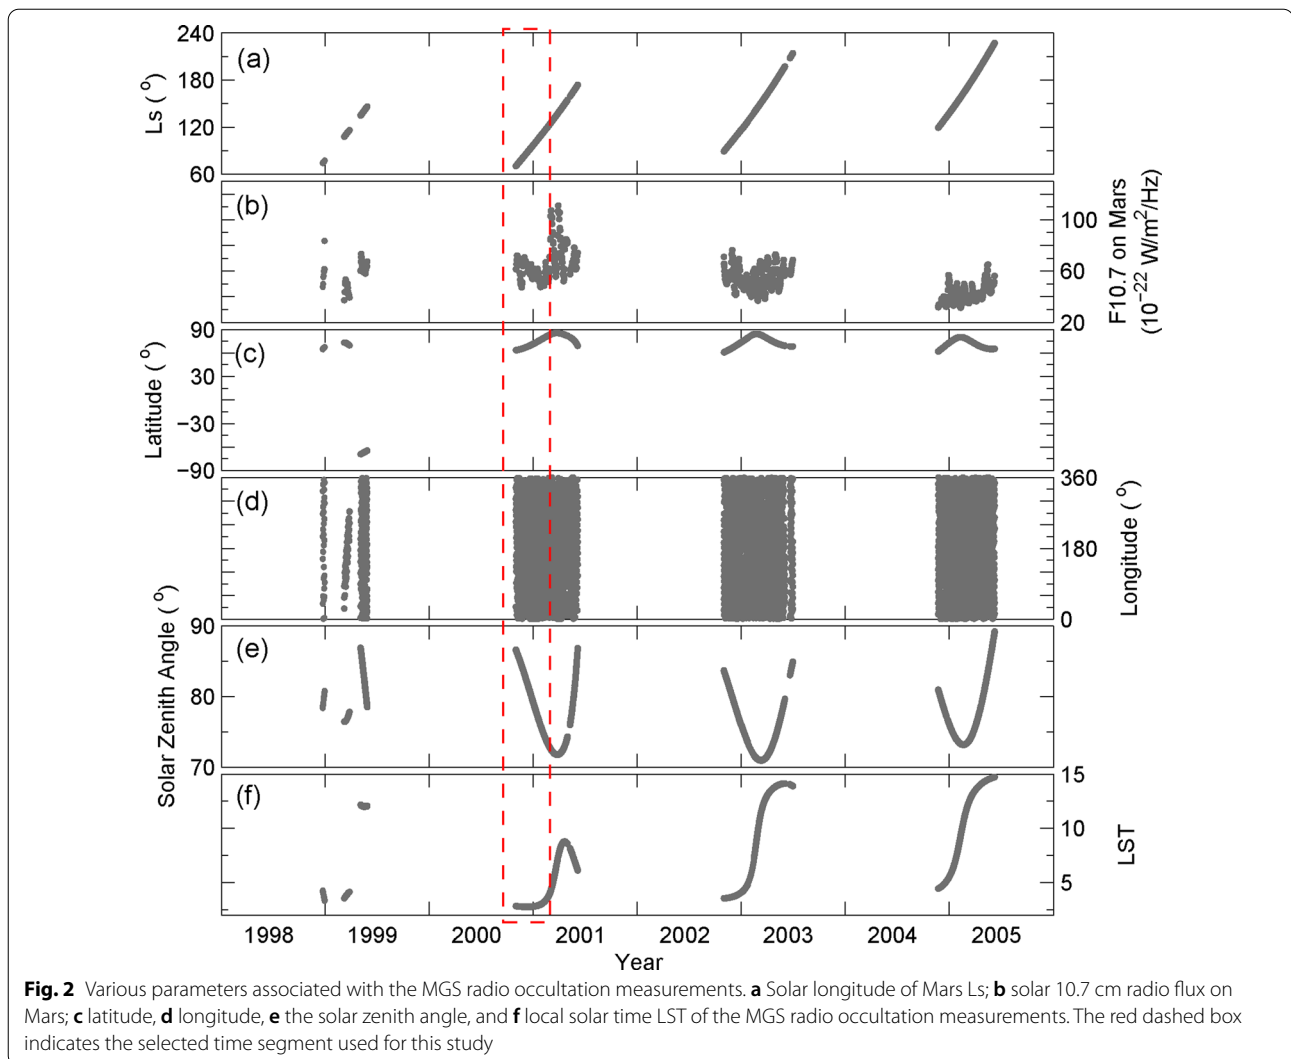 240
180
120
60
Ls ( °)
(a)
(b)
100
60
20
F10.7 on Mars
(10−22 W/m2/Hz)
90
30
−30
−90
Latitude ( °)
(c)
(d)
360
180
0
Longitude ( °)
90
80
70
Solar Zenith Angle ( °)
(e)
(f)
15
10
5
LST
1998 1999 2000 2001 2002 2003 2004 2005
Year
Fig. 2 Various parameters associated with the MGS radio occultation measurements. a Solar longitude of Mars Ls; b solar 10.7 cm radio flux on
Mars; c latitude, d longitude, e the solar zenith angle, and f local solar time LST of the MGS radio occultation measurements. The red dashed box
indicates the selected time segment used for this study